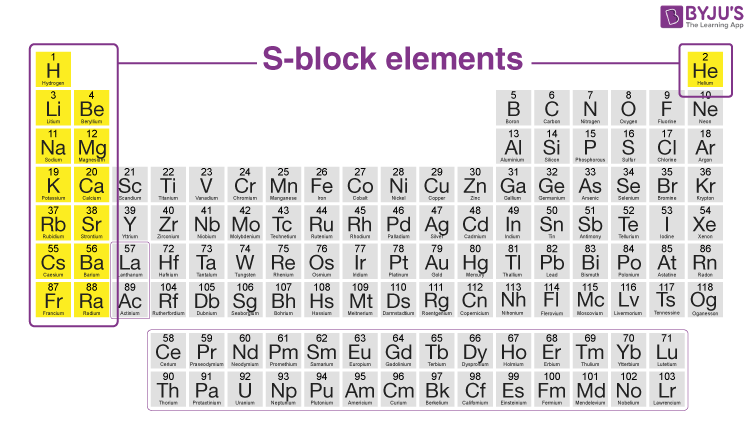 BYJU'S
The Learning App
S-block elements
1 2
H He
Hydrogen Helium
3 4 5 6 7 8 9 10
Li Be B C N O F Ne
Litium Berylium Boron Carbon Nitrogen Oxygen Fluorine Neon
11 12 13 14 15 16 17 18
Na Mg Al Si P S Cl Ar
Sodium Magnesium Aluminium Silicon Phosphorous Sulfur Chlorine Argon
19 20 21 22 23 24 25 26 27 28 29 30 31 32 33 34 35 36
K Ca Sc Ti V Cr Mn Fe Co Ni Cu Zn Ga Ge As Se Br Kr
Potassium Calcium Scandium Titanium Vanadium Chromium Manganese Iron Cobalt Nickel Copper Zinc Gallium Germanium Arsenic Selenium Bromine Krypton
37 38 39 40 41 42 43 44 45 46 47 48 49 50 51 52 53 54
Rb Sr Y Zr Nb Mo Tc Ru Rh Pd Ag Cd In Sn Sb Te I Xe
Rubidium Strontium Yttrium Zirconium Niobium Molybdenum Ruthenium Rhodium Palladium Silver Cadmium Indium Tin Antimony Tellurium Iodine Xenon
55 56 57 72 73 74 75 76 77 78 79 80 81 82 83 84 85 86
Cs Ba La Hf Ta W Re Os Ir Pt Au Hg Tl Pb Bi Po At Rn
Caesium Barium Lanthanum Hafnium Tantalum Tungsten Rhenium Osmium Iridium Platinum Gold Mercury Thallium Lead Bismuth Polonium Astatine Radon
87 88 89 104 105 106 107 108 109 110 111 112 113 114 115 116 117 118
Fr Ra Ac Rf Db Sg Bh Hs Mt Ds Rg Cn Nh Fl Mc Lv Ts Og
Francium Radium Actinium Rutherfordium Dubnium Seaborgium Bohrium Hassium Meitnerium Darmstadtium Roentgenium Copernicium Nihonium Flerovium Moscovium Livermorium Tennossine Oganesson
58 59 60 61 62 63 64 65 66 67 68 69 70 71
Ce Pr Nd Pm Sm Eu Gd Tb Dy Ho Er Tm Yb Lu
Cerium Praseodymium Neodymium Promethium Samarium Europium Gadolinium Terbium Dysprosium Holmium Erbium Thulium Ytterbium Lutetium
90 91 92 93 94 95 96 97 98 99 100 101 102 103
Th Pa U Np Pu Am Cm Bk Cf Es Fm Md No Lr
Thorium Uranium Neptunium Plutonium Americium Curium Berkelium Californium Einsteinium Fermium Mendelevium Nobelium Lawrencium